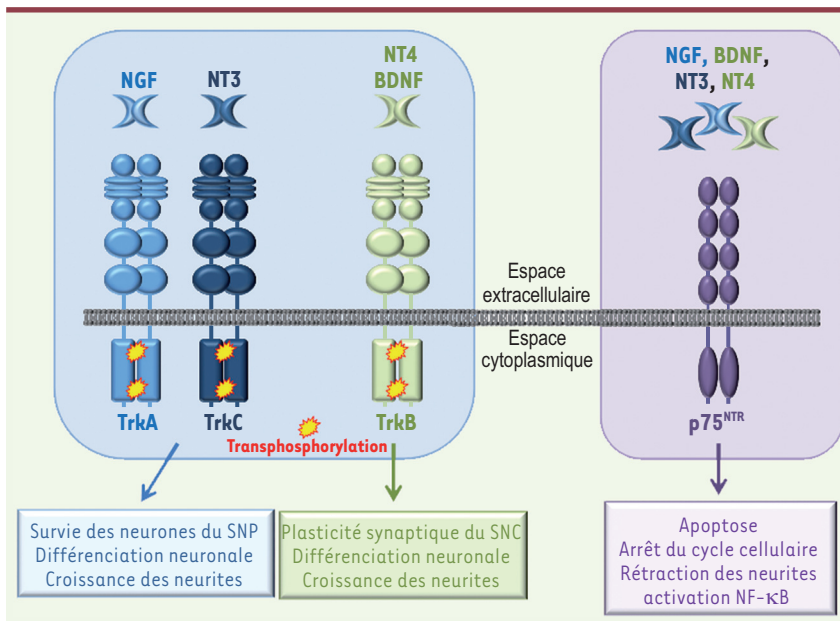 NGF
NT3
NT4
BDNF
NGF, BDNF,
NT3, NT4
Espace
extracellulaire
Espace
cytoplasmique
TrkA
TrkC
TrkB
p75NTR
Transphosphorylation
Survie des neurones du SNP
Différenciation neuronale
Croissance des neurites
Plasticité synaptique du SNC
Différenciation neuronale
Croissance des neurites
Apoptose
Arrêt du cycle cellulaire
Rétraction des neurites
activation NF-κB